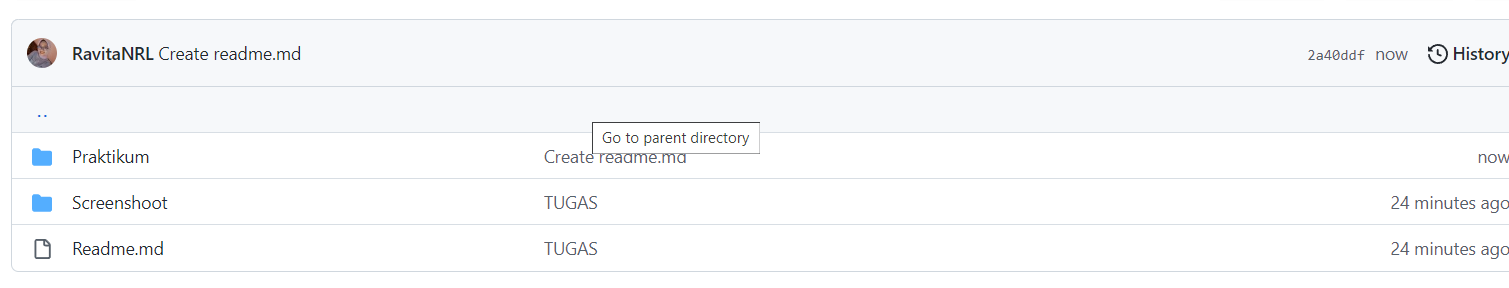 RavitaNRL Create readme.md 2a40ddf now History
..
Go to parent directory
Praktikum Create readme.md now
Screenshoot TUGAS 24 minutes ago
Readme.md TUGAS 24 minutes ago